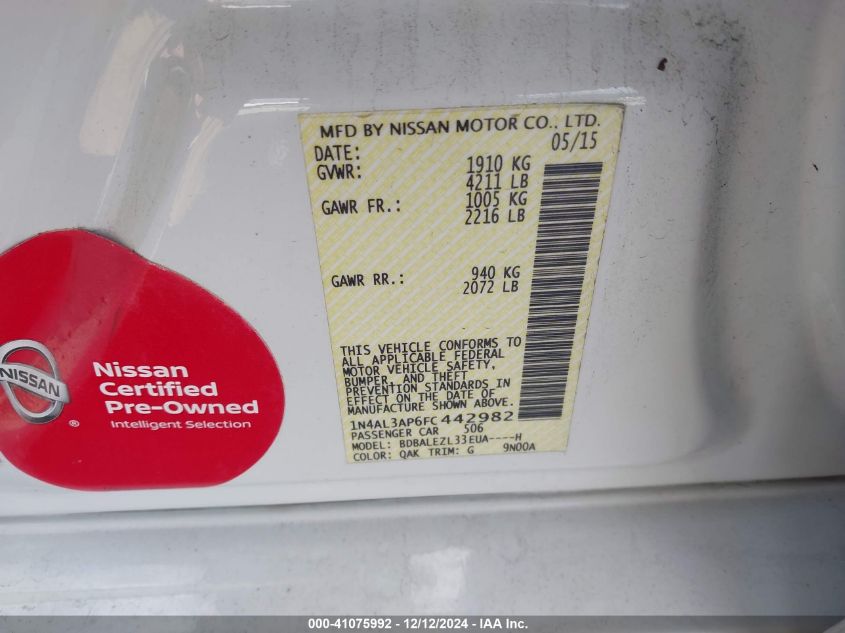 MFD BY NISSAN MOTOR CO., LTD.
DATE: 05/15
GVWR: 1910 KG
4211 LB
GAWR FR.: 1005 KG
2216 LB
GAWR RR.: 940 KG
2072 LB
THIS VEHICLE CONFORMS TO
ALL APPLICABLE FEDERAL
MOTOR VEHICLE SAFETY,
BUMPER, AND THEFT
PREVENTION STANDARDS IN
EFFECT ON THE DATE OF
MANUFACTURE SHOWN ABOVE.
1N4AL3AP6FC442982
PASSENGER CAR 506
MODEL: BDBALEZL33EUA----H
COLOR: QAK TRIM: G 9N00A
NISSAN
®
Nissan
Certified
Pre-Owned
Intelligent Selection
000-41075992 - 12/12/2024 - IAA Inc.